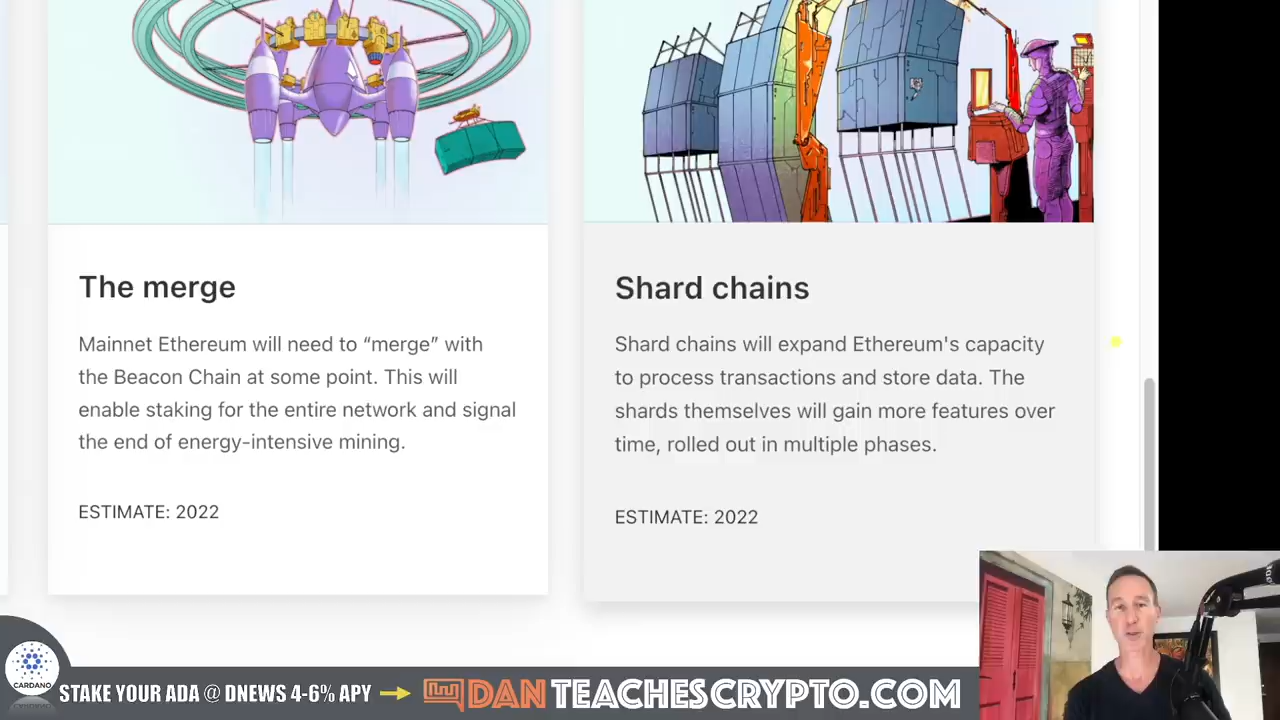 The merge
Mainnet Ethereum will need to “merge” with
the Beacon Chain at some point. This will
enable staking for the entire network and signal
the end of energy-intensive mining.
ESTIMATE: 2022
Shard chains
Shard chains will expand Ethereum's capacity
to process transactions and store data. The
shards themselves will gain more features over
time, rolled out in multiple phases.
ESTIMATE: 2022
CARDANO
STAKE YOUR ADA @ DNEWS 4-6% APY
DANTEACHESCRYPTO.COM